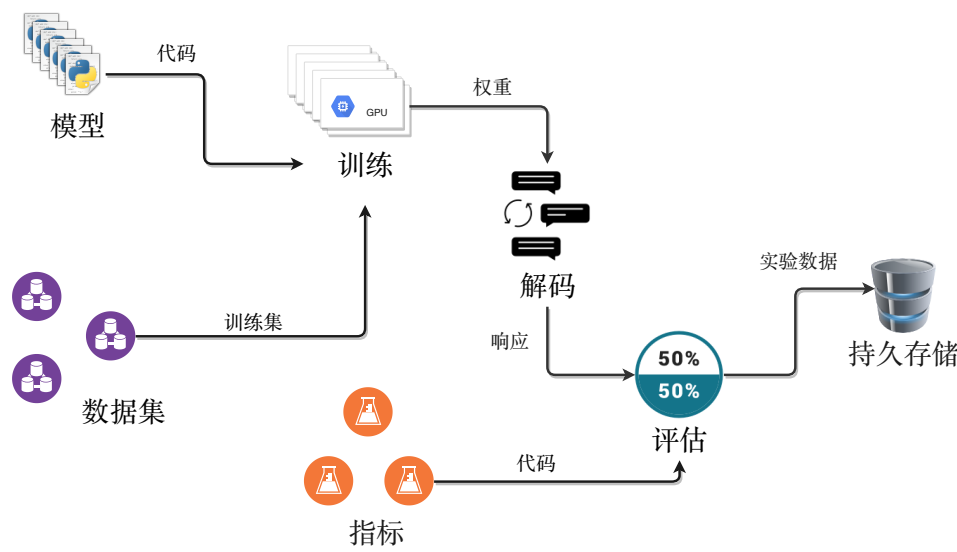 代码
模型
GPU
训练
权重
解码
训练集
数据集
响应
实验数据
持久存储
50%
50%
评估
代码
指标